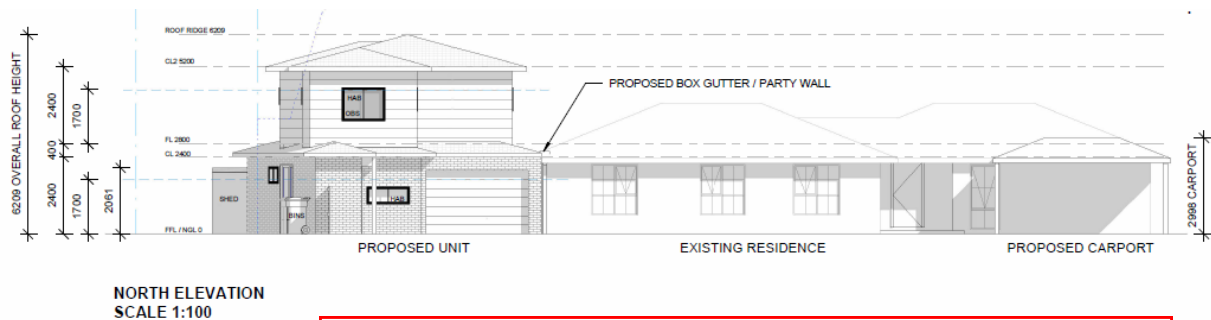 ROOF RIDGE 6209
CL2 5200
PROPOSED BOX GUTTER / PARTY WALL
HAB
OBS
FL 2800
CL 2400
6209 OVERALL ROOF HEIGHT
2400
1700
400
2400
1700
2061
SHED
BINS
HAB
2998 CARPORT
FFL / NGL 0
PROPOSED UNIT
EXISTING RESIDENCE
PROPOSED CARPORT
NORTH ELEVATION
SCALE 1:100